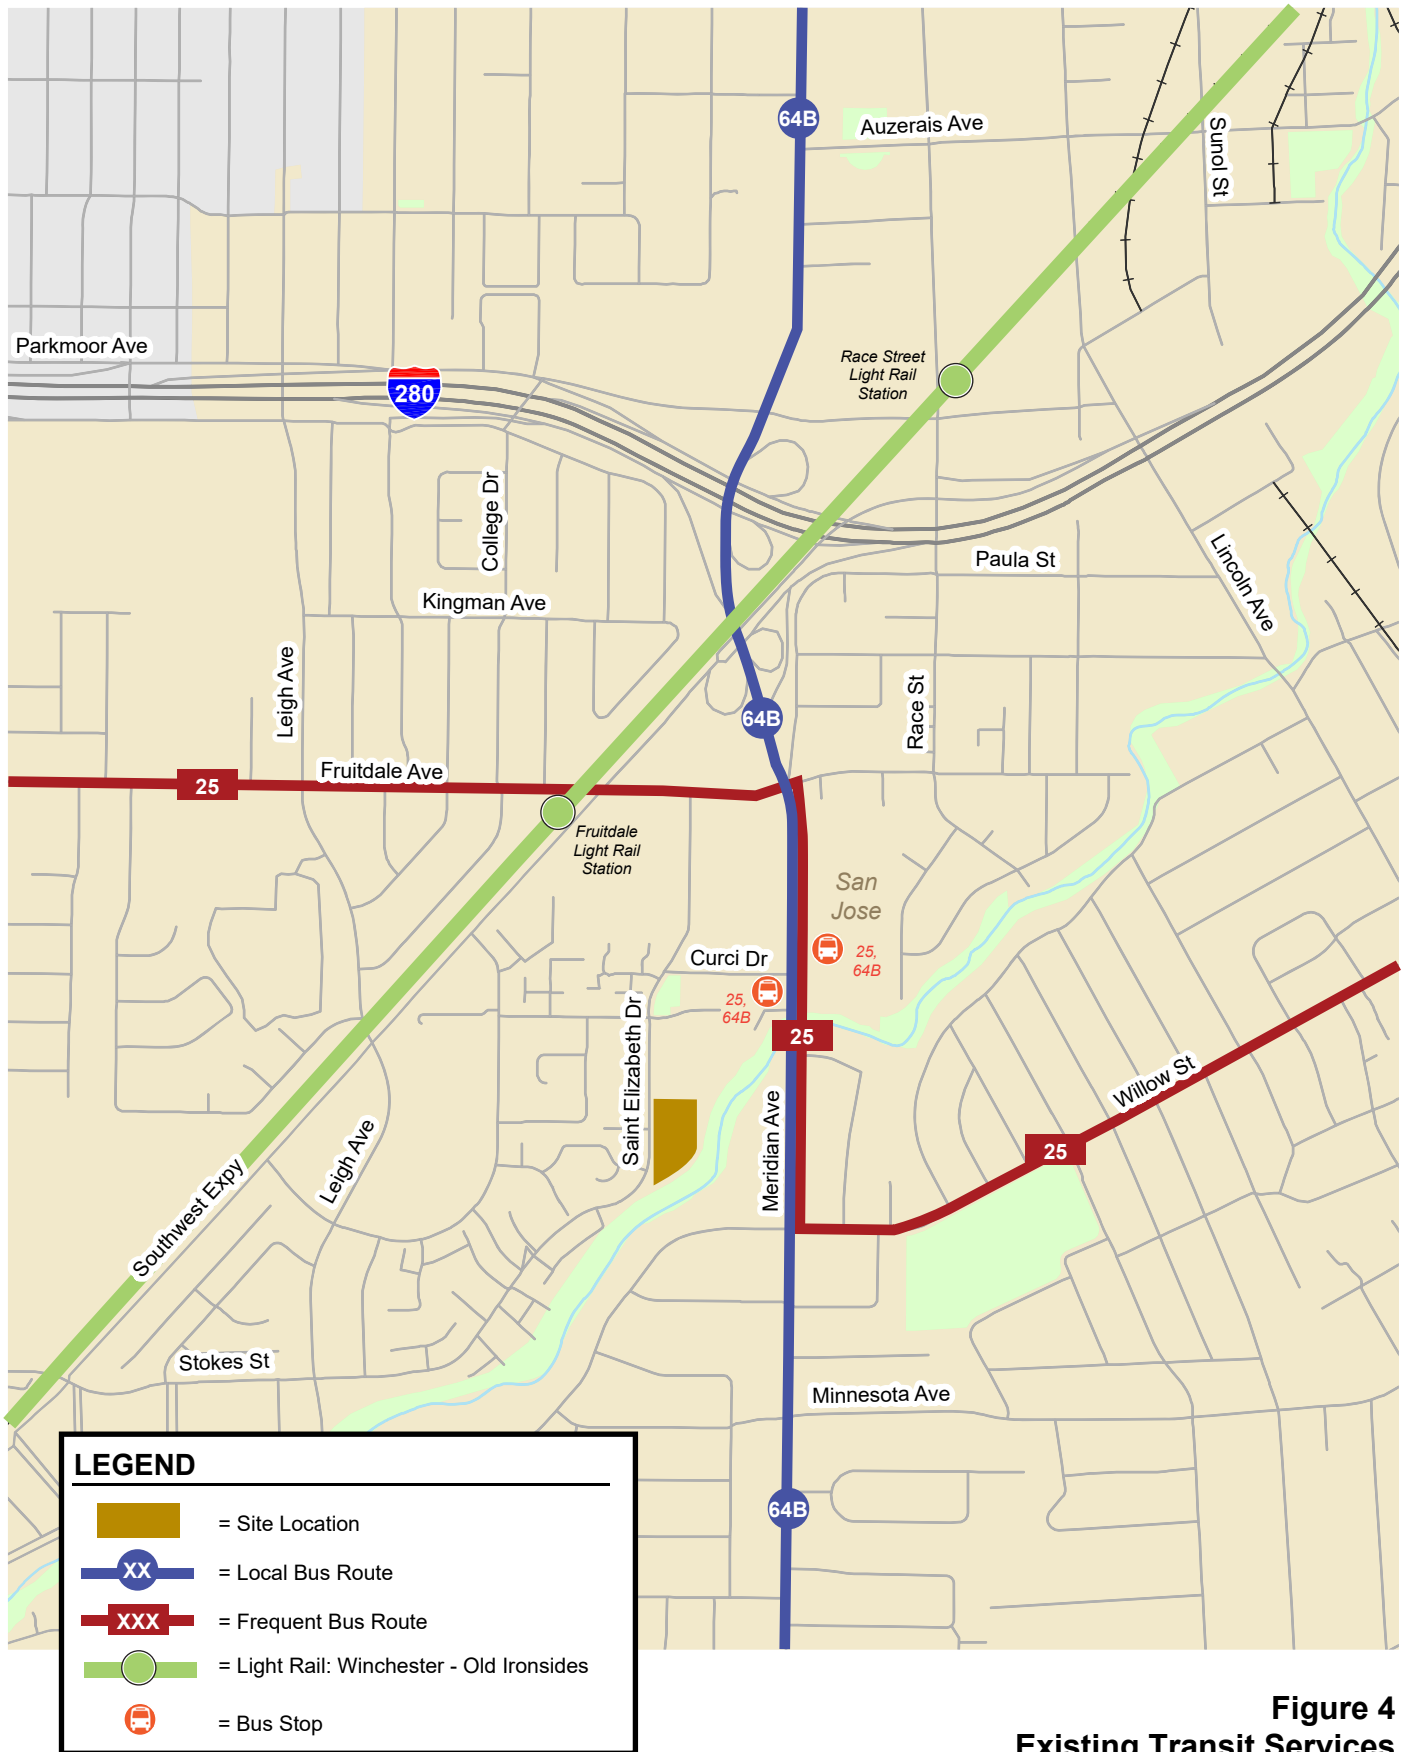 64B
Auzerais Ave
Sunol St
Parkmoor Ave
280
Race Street
Light Rail
Station
College Dr
Paula St
Lincoln Ave
Kingman Ave
Leigh Ave
Race St
64B
25
Fruitdale Ave
Fruitdale
Light Rail
Station
San
Jose
Curci Dr
25,
64B
25,
64B
25
Saint Elizabeth Dr
Meridian Ave
Willow St
25
Leigh Ave
Southwest Expy
Stokes St
Minnesota Ave
64B
LEGEND
= Site Location
XX
= Local Bus Route
XXX
= Frequent Bus Route
= Light Rail: Winchester - Old Ironsides
= Bus Stop
Figure 4
Existing Transit Services